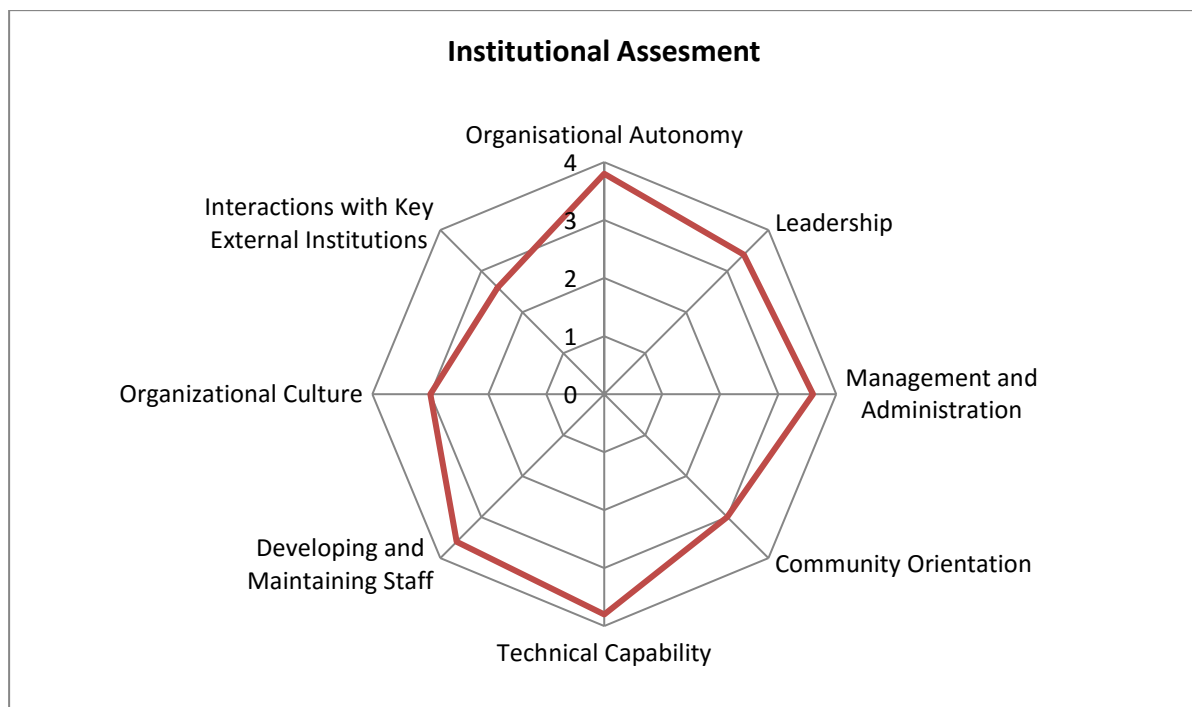 Institutional Assesment
Organisational Autonomy
4
Interactions with Key
External Institutions
Leadership
3
2
1
Organizational Culture
0
Management and
Administration
Developing and
Maintaining Staff
Community Orientation
Technical Capability